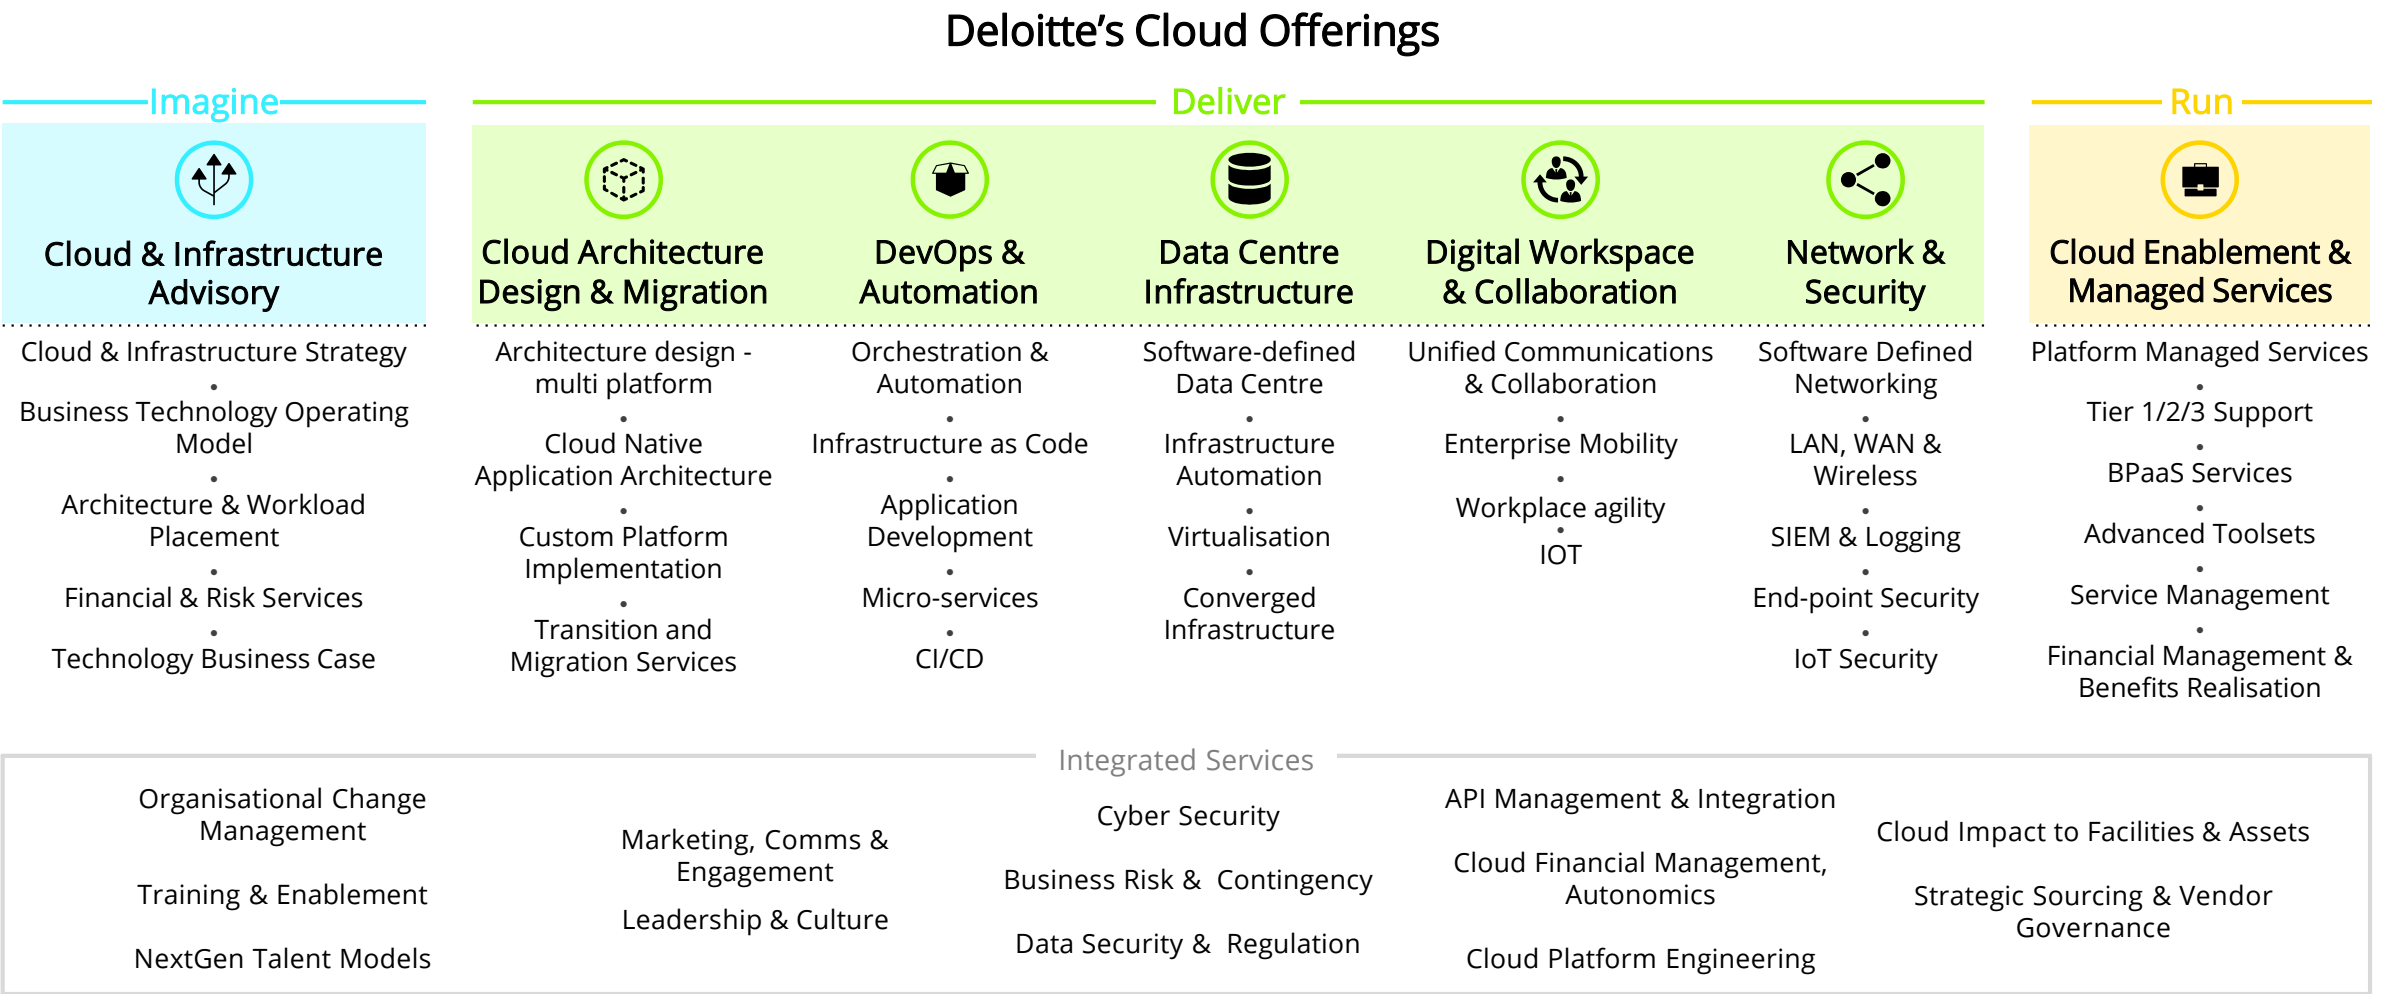 Deloitte’s Cloud Offerings
Imagine
Cloud & Infrastructure
Advisory
Cloud & Infrastructure Strategy
•
Business Technology Operating
Model
•
Architecture & Workload
Placement
•
Financial & Risk Services
•
Technology Business Case
Deliver
Cloud Architecture
Design & Migration
Architecture design -
multi platform
•
Cloud Native
Application Architecture
•
Custom Platform
Implementation
•
Transition and
Migration Services
DevOps &
Automation
Orchestration &
Automation
•
Infrastructure as Code
•
Application
Development
•
Micro-services
•
CI/CD
Data Centre
Infrastructure
Software-defined
Data Centre
•
Infrastructure
Automation
•
Virtualisation
•
Converged
Infrastructure
Digital Workspace
& Collaboration
Unified Communications
& Collaboration
•
Enterprise Mobility
•
Workplace agility
•
IOT
Network &
Security
Software Defined
Networking
•
LAN, WAN &
Wireless
•
SIEM & Logging
•
End-point Security
•
IoT Security
Run
Cloud Enablement &
Managed Services
Platform Managed Services
•
Tier 1/2/3 Support
•
BPaaS Services
•
Advanced Toolsets
•
Service Management
•
Financial Management &
Benefits Realisation
Integrated Services
Organisational Change
Management
Training & Enablement
NextGen Talent Models
Marketing, Comms &
Engagement
Leadership & Culture
Cyber Security
Business Risk &  Contingency
Data Security &  Regulation
API Management & Integration
Cloud Financial Management,
Autonomics
Cloud Platform Engineering
Cloud Impact to Facilities & Assets
Strategic Sourcing & Vendor
Governance